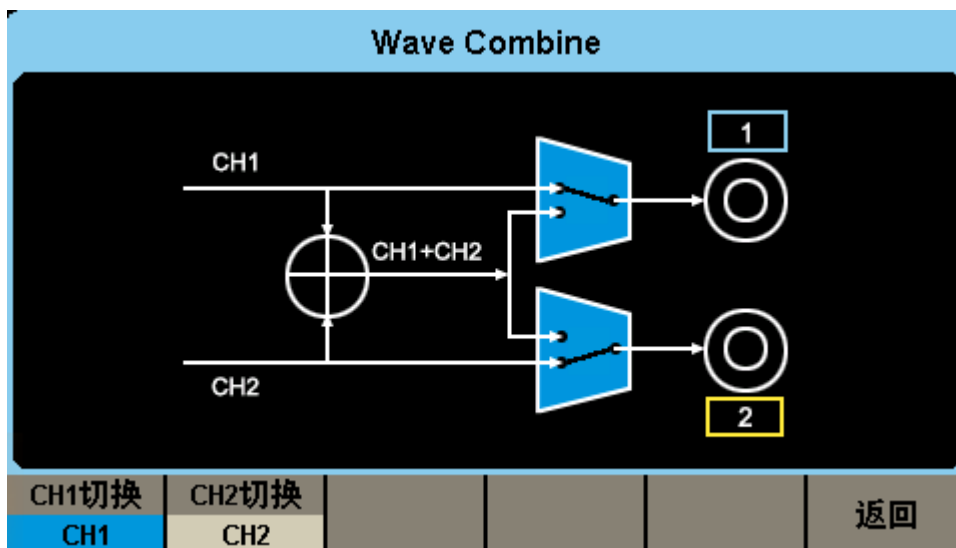 Wave Combine
1
CH1
CH1+CH2
CH2
2
CH1切换 CH2切换 返回
CH1 CH2